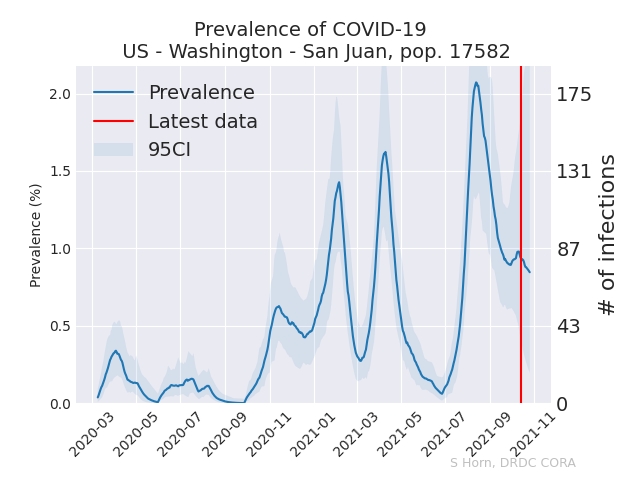 Prevalence of COVID-19
US - Washington - San Juan, pop. 17582
Prevalence
Latest data
95CI
Prevalence (%)
2.0
1.5
1.0
0.5
0.0
175
131
87
43
0
# of infections
2020-03
2020-05
2020-07
2020-09
2020-11
2021-01
2021-03
2021-05
2021-07
2021-09
2021-11
S Horn, DRDC CORA